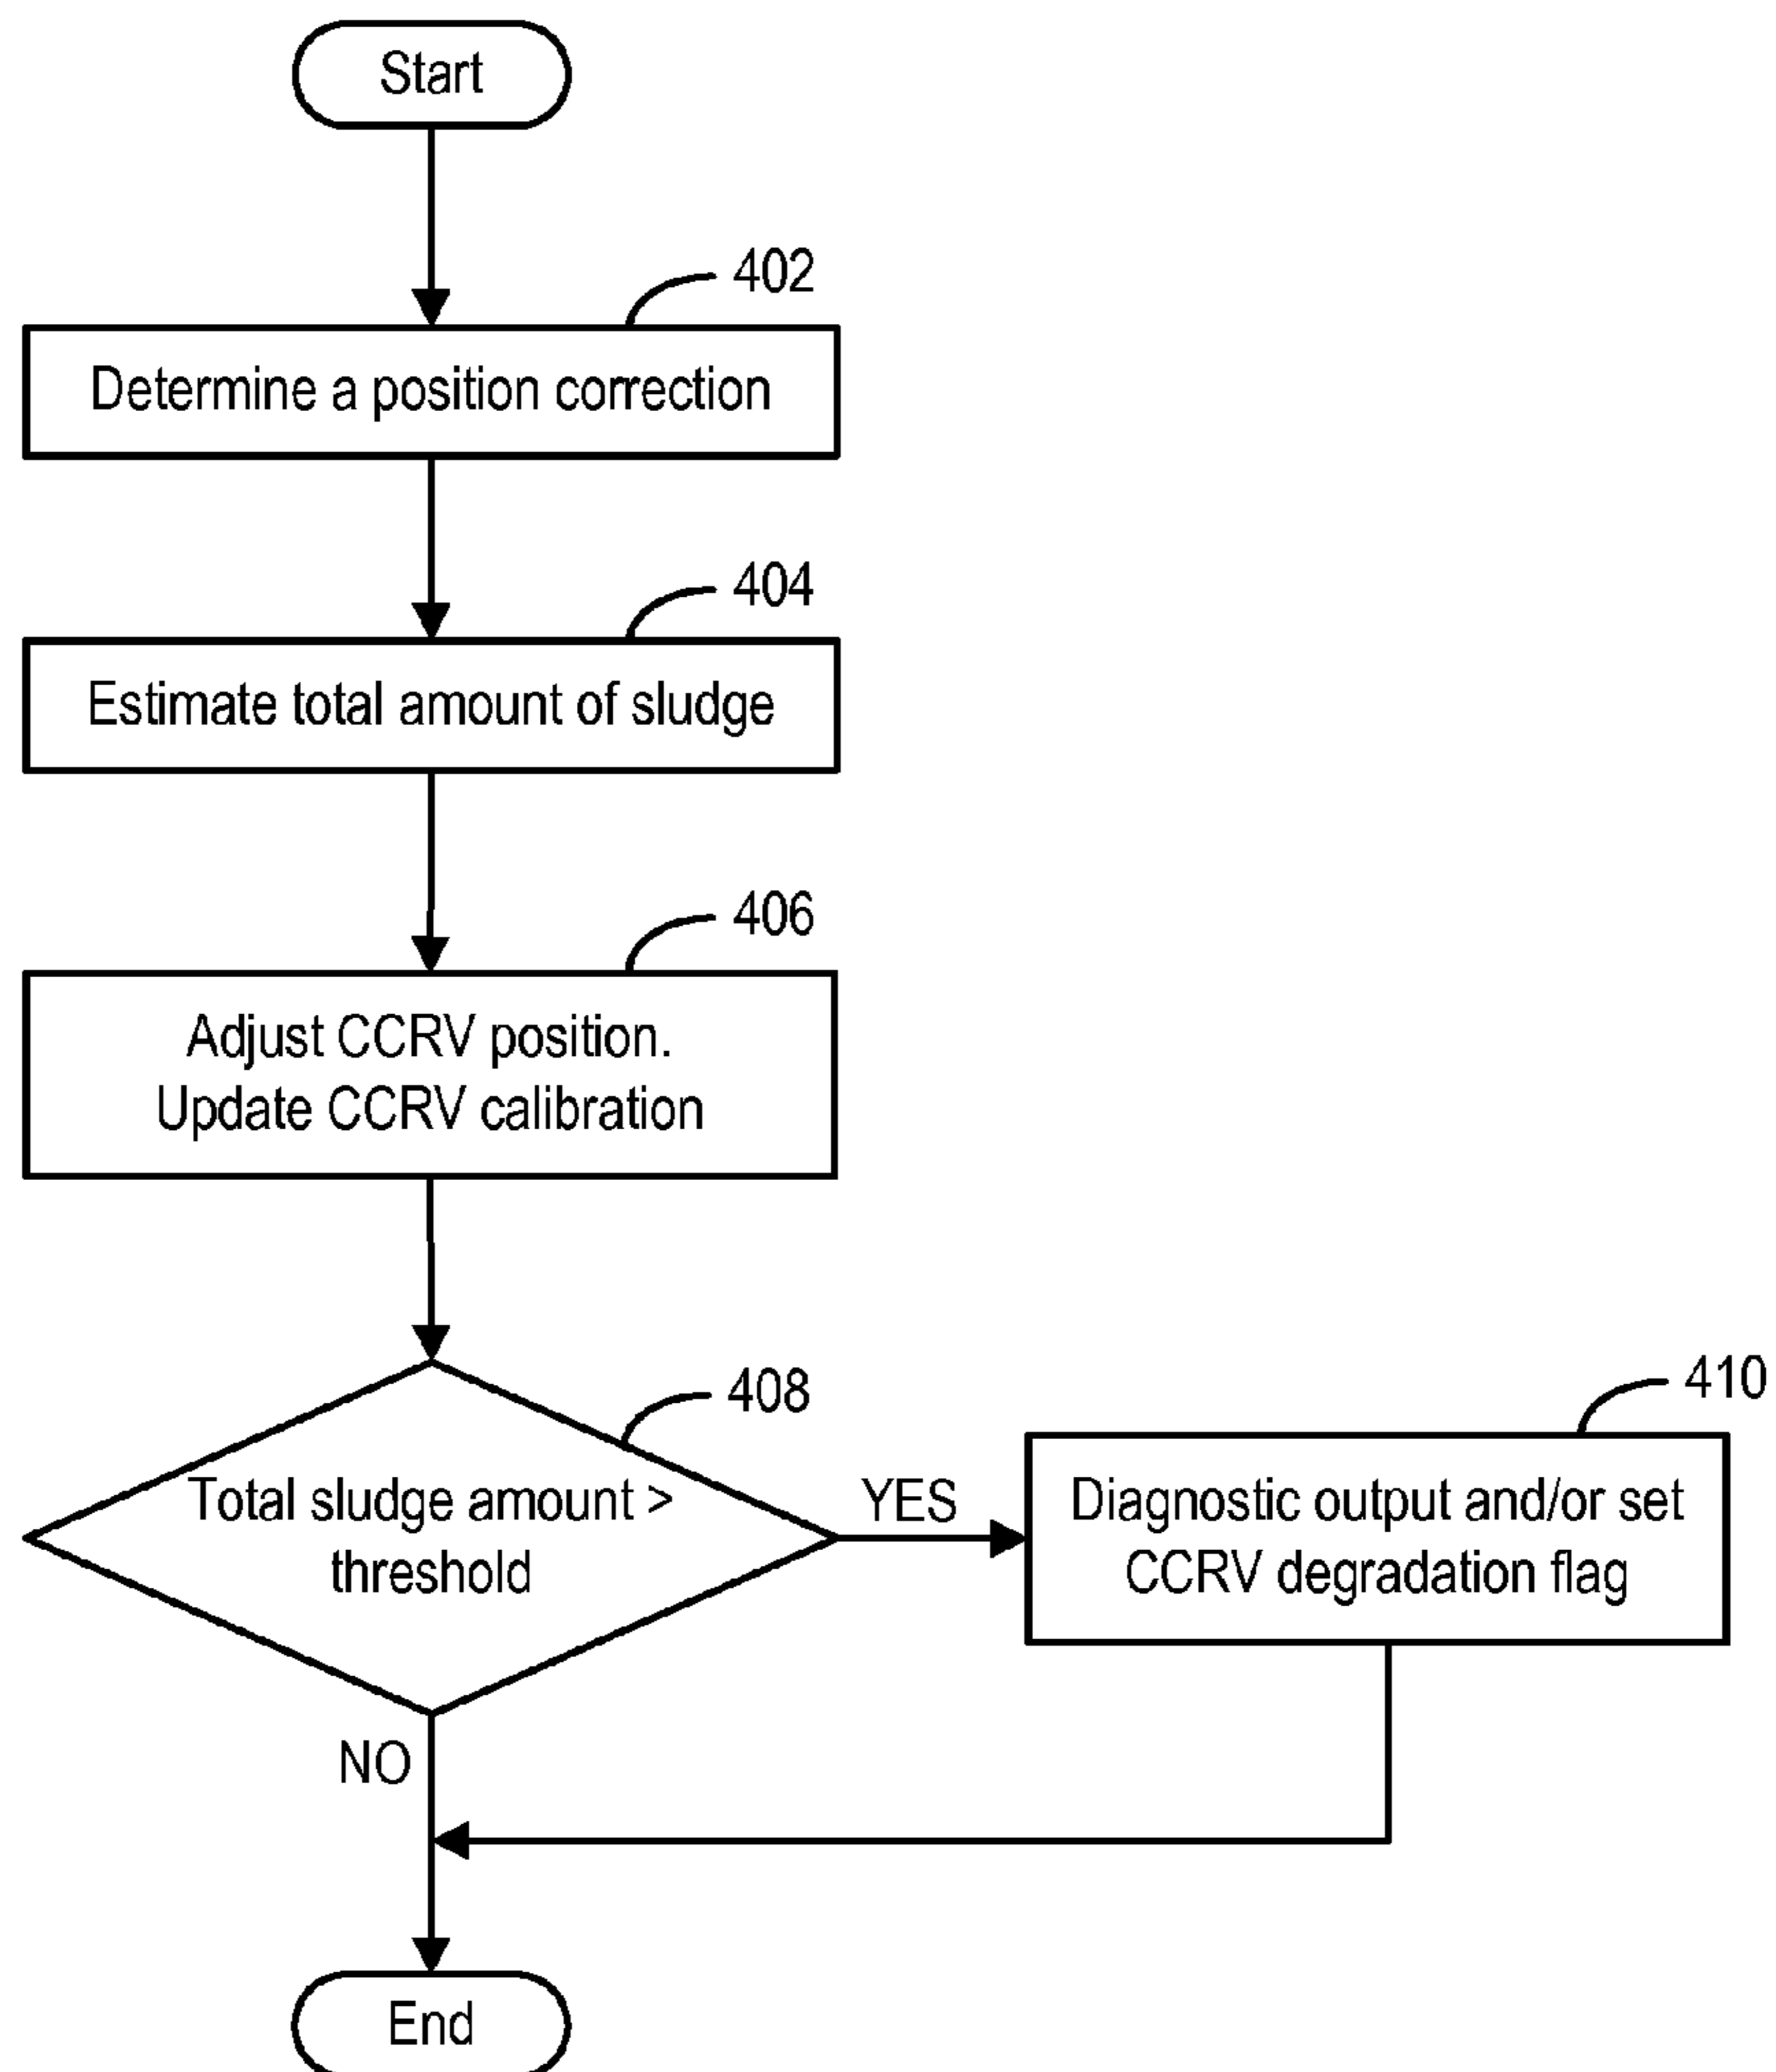 Start
402
Determine a position correction
404
Estimate total amount of sludge
406
Adjust CCRV position.
Update CCRV calibration
408
Total sludge amount >
threshold
YES
410
Diagnostic output and/or set
CCRV degradation flag
NO
End